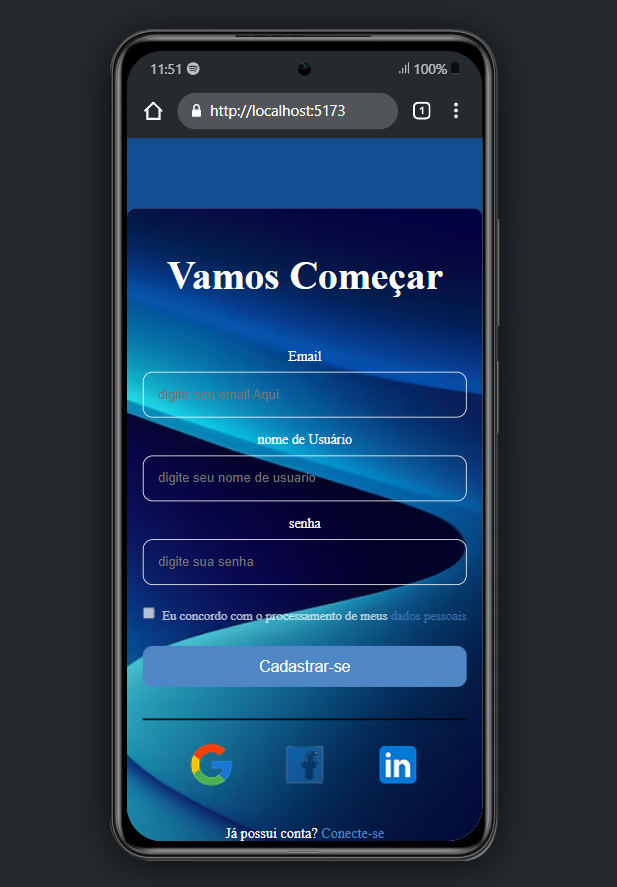 11:51 100%
http://localhost:5173 1
Vamos Começar
Email
digite seu email Aqui
nome de Usuário
digite seu nome de usuario
senha
digite sua senha
Eu concordo com o processamento de meus dados pessoais
Cadastrar-se
G f in
Já possui conta? Conecte-se